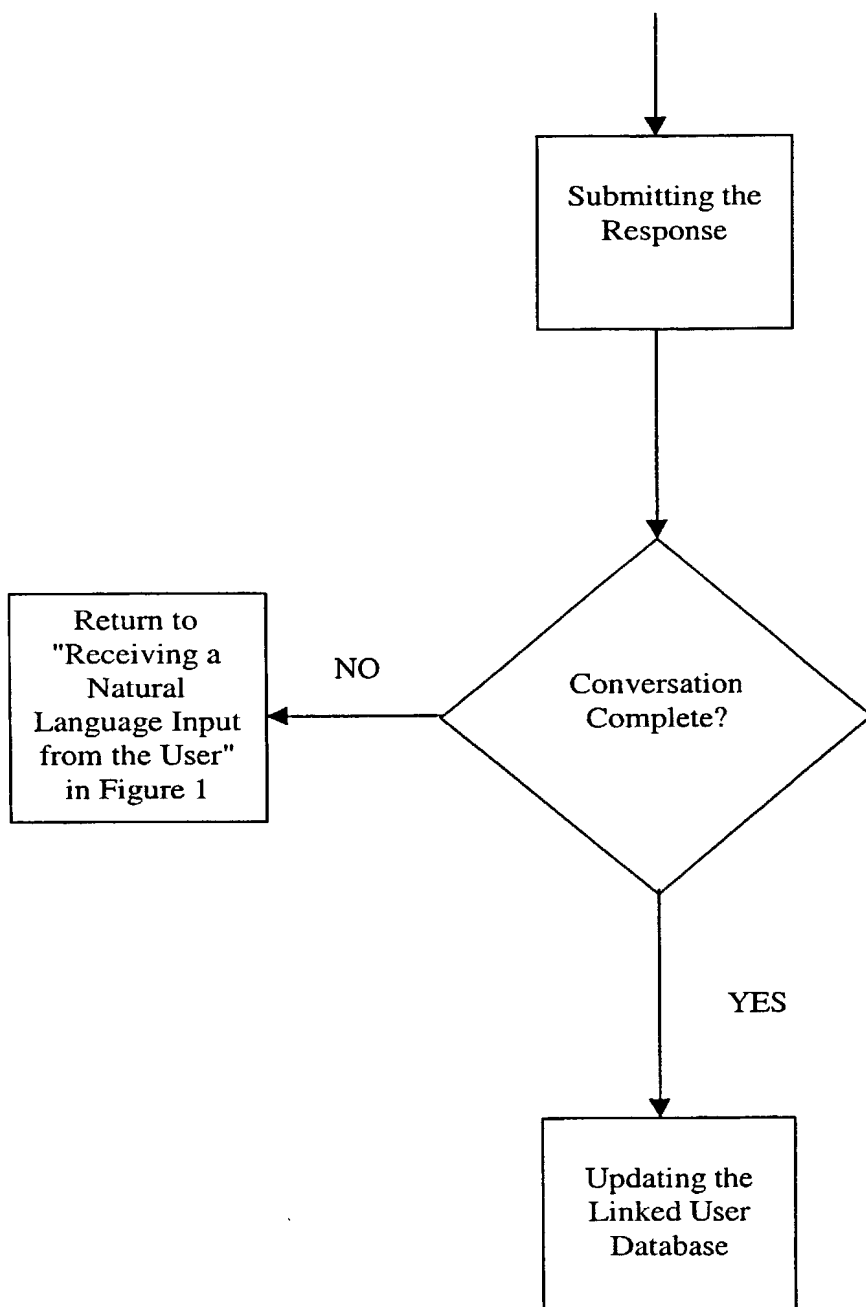 Submitting the
Response
Return to
"Receiving a
Natural
Language Input
from the User"
in Figure 1
NO
Conversation
Complete?
YES
Updating the
Linked User
Database